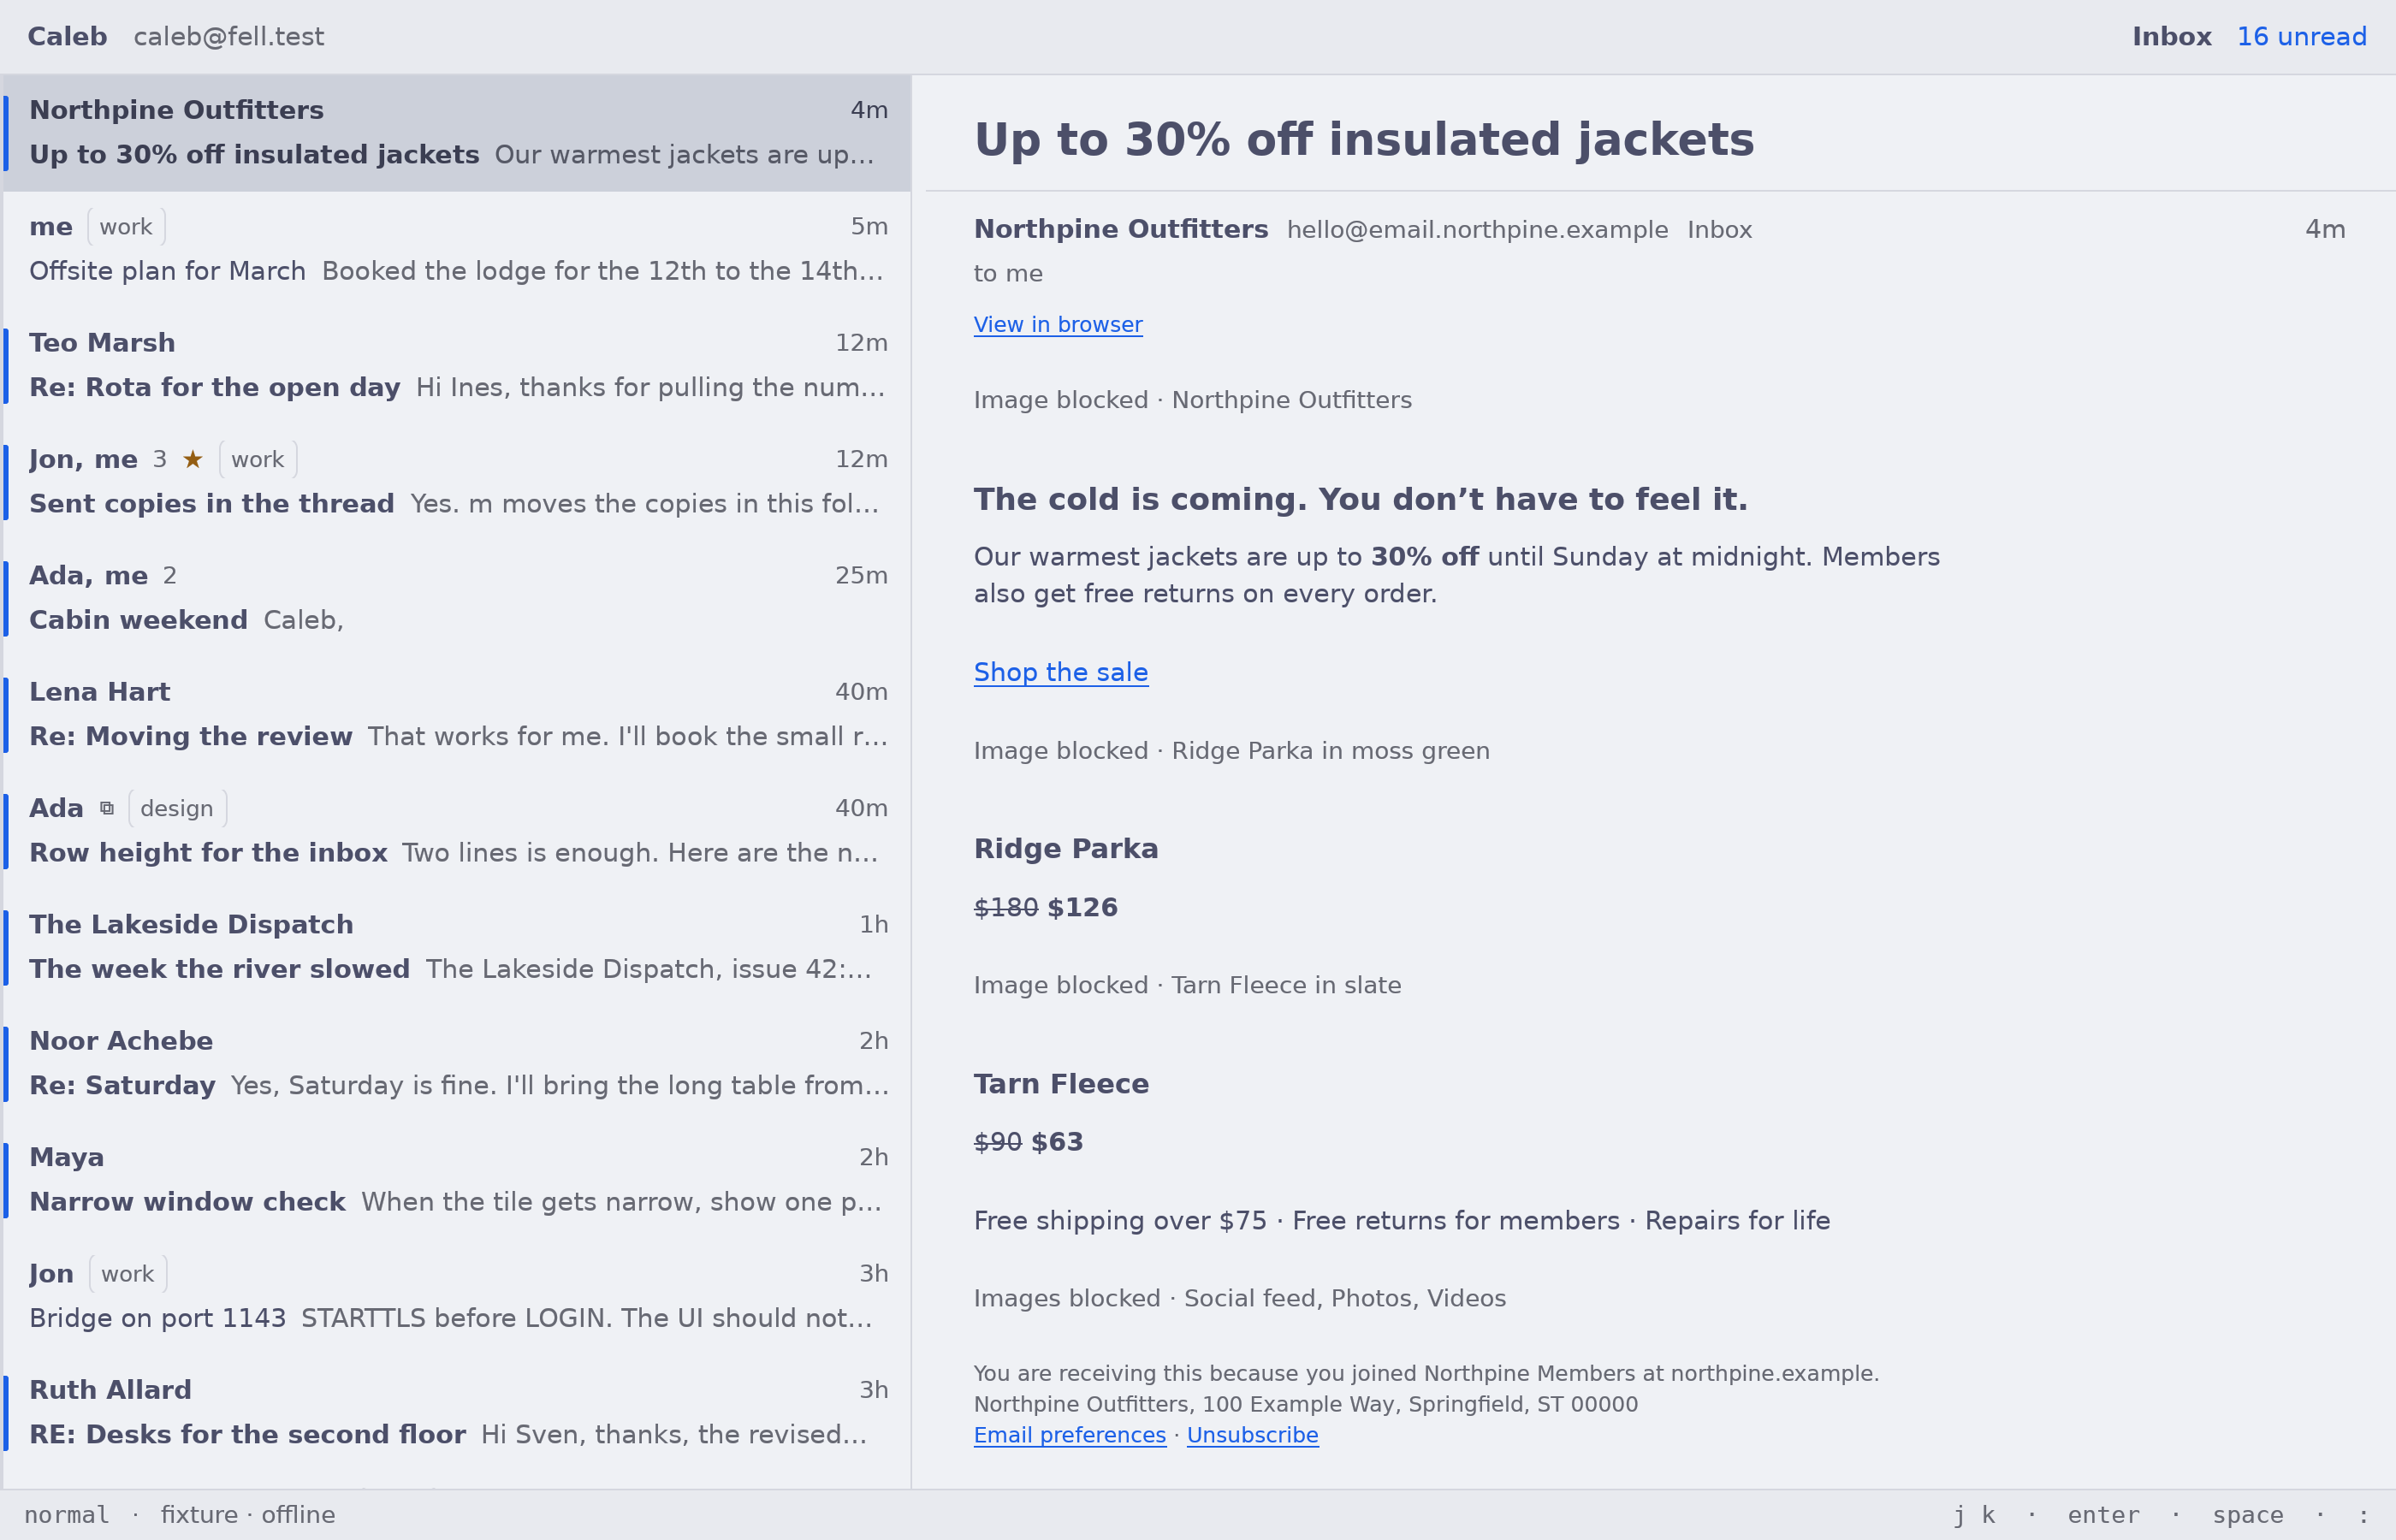 Caleb caleb@fell.test
Inbox 16 unread
Northpine Outfitters 4m
Up to 30% off insulated jackets Our warmest jackets are up…
me work 5m
Offsite plan for March Booked the lodge for the 12th to the 14th…
Teo Marsh 12m
Re: Rota for the open day Hi Ines, thanks for pulling the num…
Jon, me 3 ★ work 12m
Sent copies in the thread Yes. m moves the copies in this fol…
Ada, me 2 25m
Cabin weekend Caleb,
Lena Hart 40m
Re: Moving the review That works for me. I'll book the small r…
Ada design 40m
Row height for the inbox Two lines is enough. Here are the n…
The Lakeside Dispatch 1h
The week the river slowed The Lakeside Dispatch, issue 42:…
Noor Achebe 2h
Re: Saturday Yes, Saturday is fine. I'll bring the long table from…
Maya 2h
Narrow window check When the tile gets narrow, show one p…
Jon work 3h
Bridge on port 1143 STARTTLS before LOGIN. The UI should not…
Ruth Allard 3h
RE: Desks for the second floor Hi Sven, thanks, the revised…
Up to 30% off insulated jackets
Northpine Outfitters hello@email.northpine.example Inbox 4m
to me
View in browser
Image blocked · Northpine Outfitters
The cold is coming. You don’t have to feel it.
Our warmest jackets are up to 30% off until Sunday at midnight. Members
also get free returns on every order.
Shop the sale
Image blocked · Ridge Parka in moss green
Ridge Parka
$180 $126
Image blocked · Tarn Fleece in slate
Tarn Fleece
$90 $63
Free shipping over $75 · Free returns for members · Repairs for life
Images blocked · Social feed, Photos, Videos
You are receiving this because you joined Northpine Members at northpine.example.
Northpine Outfitters, 100 Example Way, Springfield, ST 00000
Email preferences · Unsubscribe
normal · fixture · offline
j k · enter · space · :